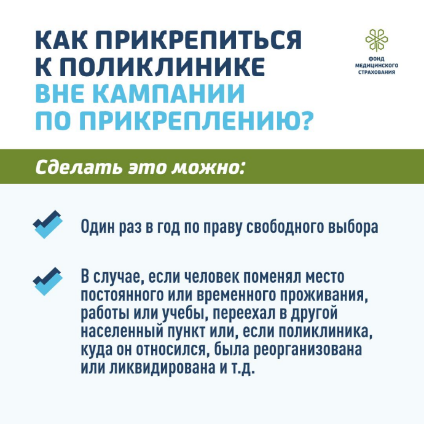 КАК ПРИКРЕПИТЬСЯ
К ПОЛИКЛИНИКЕ
ВНЕ КАМПАНИИ
ПО ПРИКРЕПЛЕНИЮ?
ФОНД
МЕДИЦИНСКОГО
СТРАХОВАНИЯ
Сделать это можно:
Один раз в год по праву свободного выбора
В случае, если человек поменял место
постоянного или временного проживания,
работы или учебы, переехал в другой
населенный пункт или, если поликлиника,
куда он относился, была реорганизована
или ликвидирована и т.д.